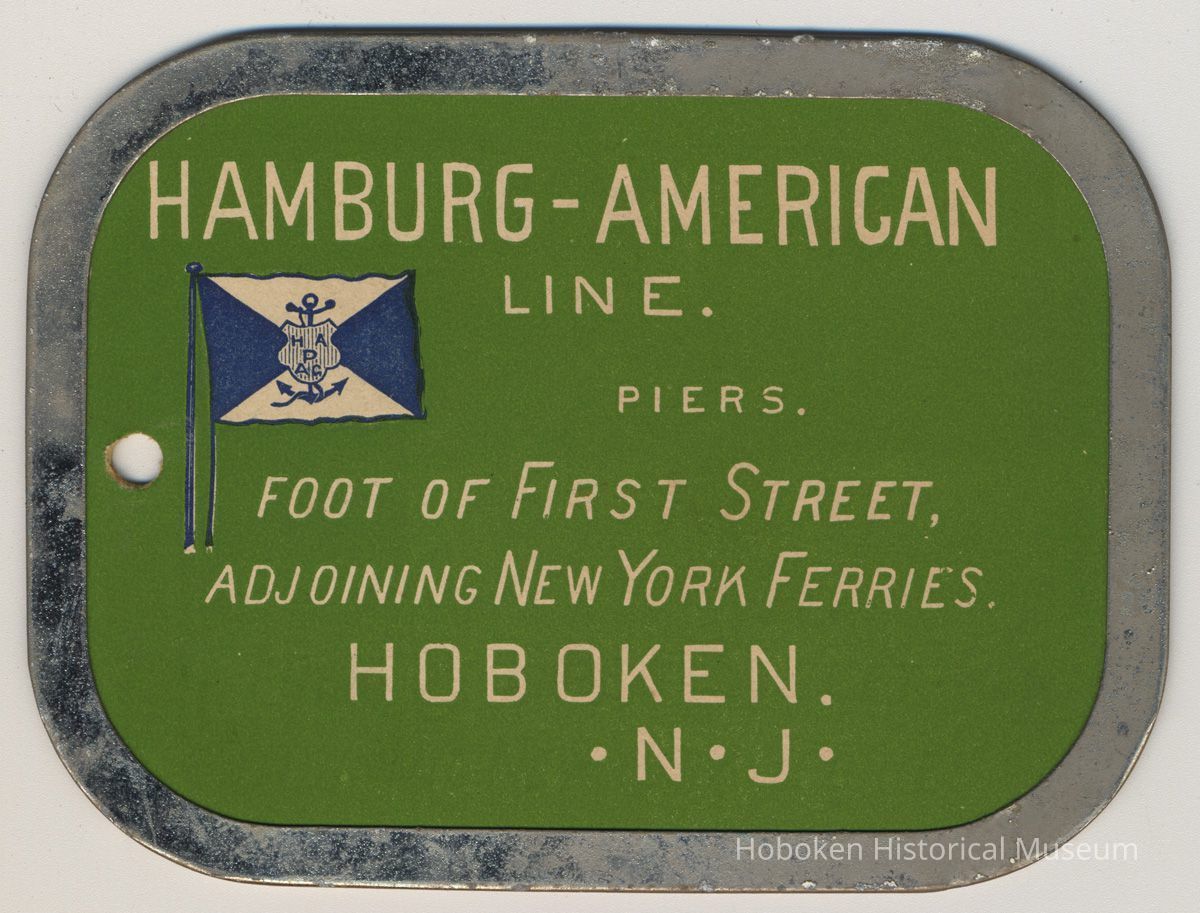 HAMBURG-AMERICAN
LINE.
H A
P
A G
PIERS.
FOOT OF FIRST STREET,
ADJOINING NEW YORK FERRIES.
HOBOKEN.
·N·J·
Hoboken Historical Museum